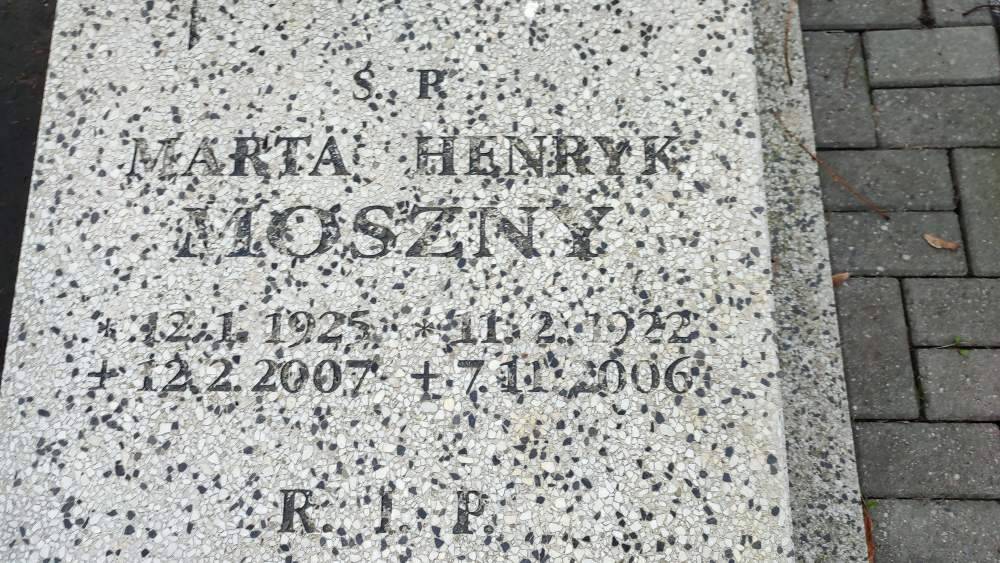 Ś. R.
MARTA HENRYK
MOSZNY
* 12. 1. 1925 * 11. 2. 1922
+ 12. 2. 2007 + 7. 11. 2006
R. I. P.